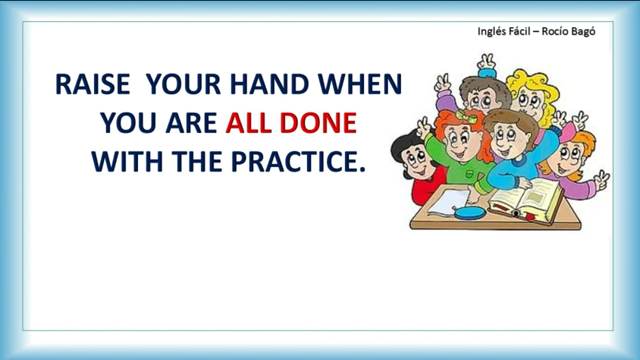 Inglés Fácil – Rocío Bagó
RAISE YOUR HAND WHEN
YOU ARE ALL DONE
WITH THE PRACTICE.